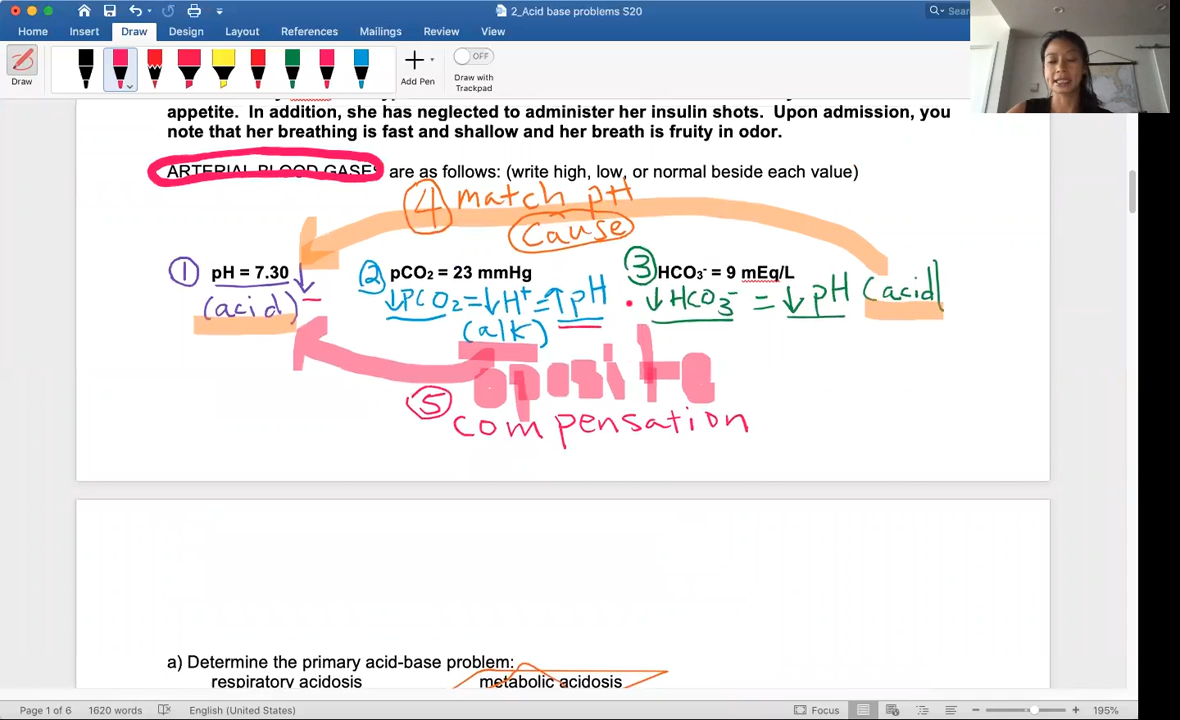 2_Acid base problems S20
Sear
Home Insert Draw Design Layout References Mailings Review View
Draw
Add Pen
OFF
Draw with
Trackpad
appetite. In addition, she has neglected to administer her insulin shots. Upon admission, you
note that her breathing is fast and shallow and her breath is fruity in odor.
ARTERIAL BLOOD GASES are as follows: (write high, low, or normal beside each value)
④ match pH
cause
① pH = 7.30 ↓
(acid)
② pCO₂ = 23 mmHg
↓PCO₂=↓H⁺=↑pH
(alk)
③ HCO₃⁻ = 9 mEq/L
↓HCO₃⁻ = ↓pH (acid)
oposite
⑤
compensation
a) Determine the primary acid-base problem:
respiratory acidosis metabolic acidosis
Page 1 of 6 1620 words English (United States) Focus 195%